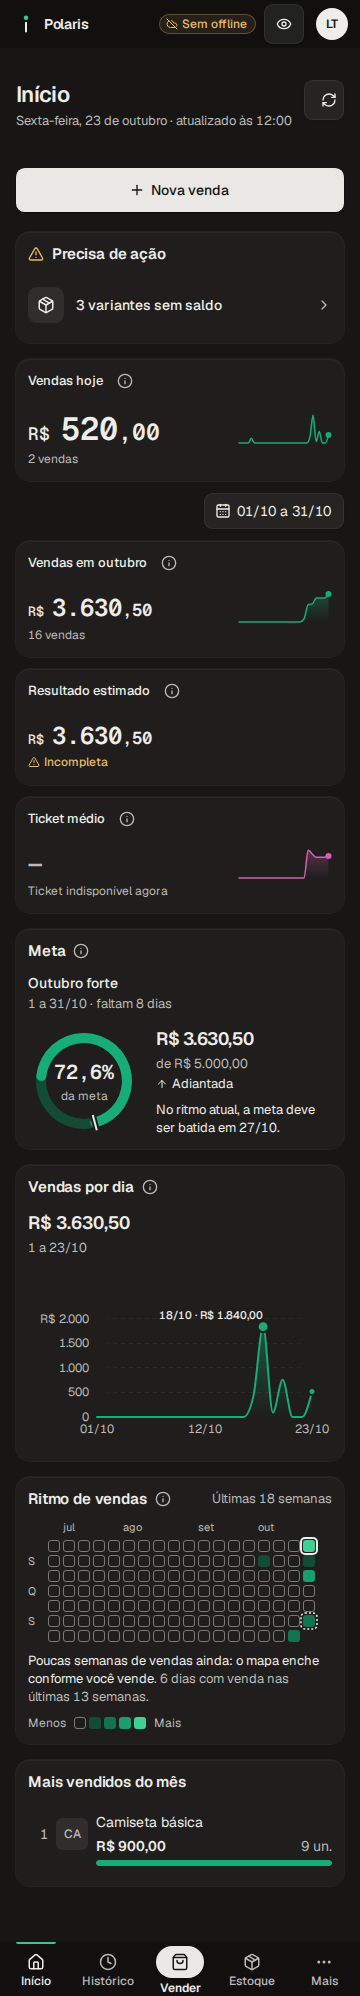 Polaris
Sem offline
LT
Início
Sexta-feira, 23 de outubro · atualizado às 12:00
Nova venda
Precisa de ação
3 variantes sem saldo
Vendas hoje
R$ 520,00
2 vendas
01/10 a 31/10
Vendas em outubro
R$ 3.630,50
16 vendas
Resultado estimado
R$ 3.630,50
Incompleta
Ticket médio
—
Ticket indisponível agora
Meta
Outubro forte
1 a 31/10 · faltam 8 dias
72,6%
da meta
R$ 3.630,50
de R$ 5.000,00
Adiantada
No ritmo atual, a meta deve
ser batida em 27/10.
Vendas por dia
R$ 3.630,50
1 a 23/10
18/10 · R$ 1.840,00
R$ 2.000
1.500
1.000
500
0
01/10 12/10 23/10
Ritmo de vendas
Últimas 18 semanas
jul ago set out
S
Q
S
Poucas semanas de vendas ainda: o mapa enche
conforme você vende. 6 dias com venda nas
últimas 13 semanas.
Menos Mais
Mais vendidos do mês
1 CA Camiseta básica
R$ 900,00 9 un.
Início Histórico Vender Estoque Mais